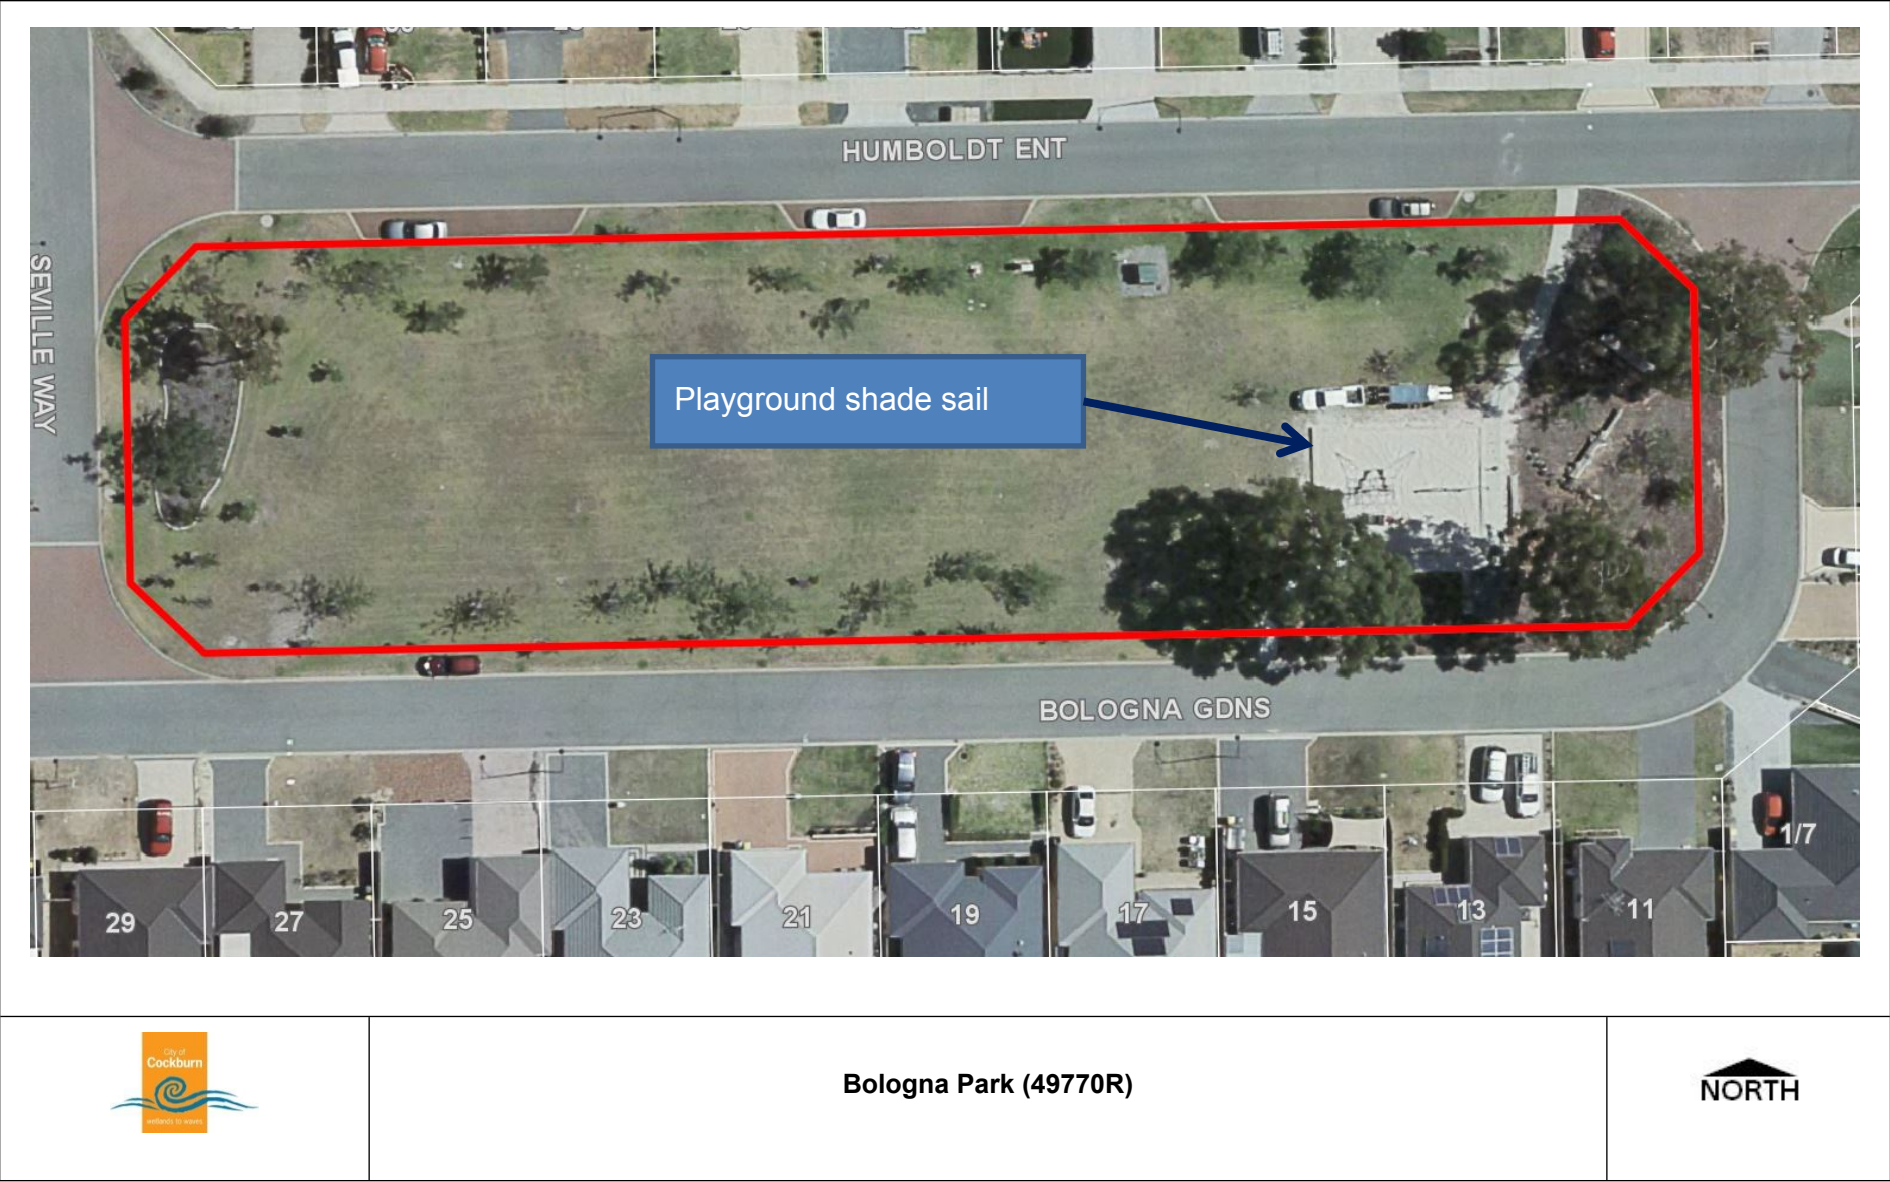 HUMBOLDT ENT
SEVILLE WAY
Playground shade sail
BOLOGNA GDNS
1/7
29
27
25
23
21
19
17
15
13
11
City of
Cockburn
wetlands to waves
Bologna Park (49770R)
NORTH